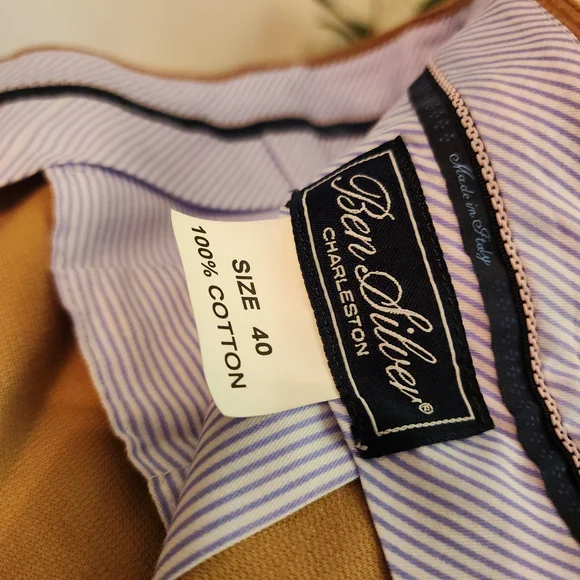 Ben Silver®
CHARLESTON
SIZE 40
100% COTTON
Made in Italy